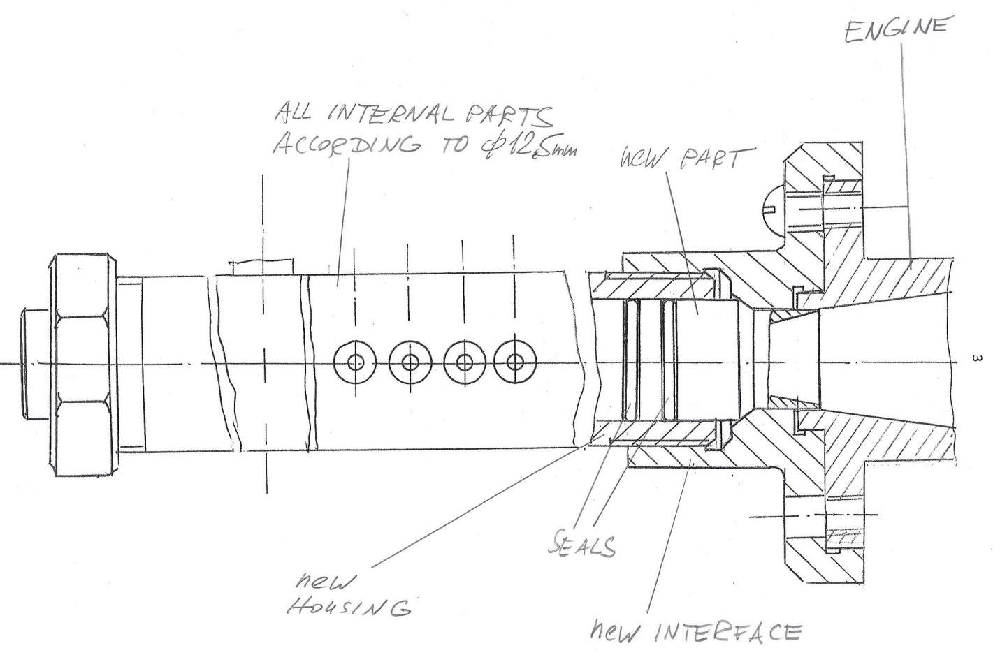 ENGINE
ALL INTERNAL PARTS
ACCORDING TO ϕ12,5mm
new PART
SEALS
new
HOUSING
new INTERFACE
3